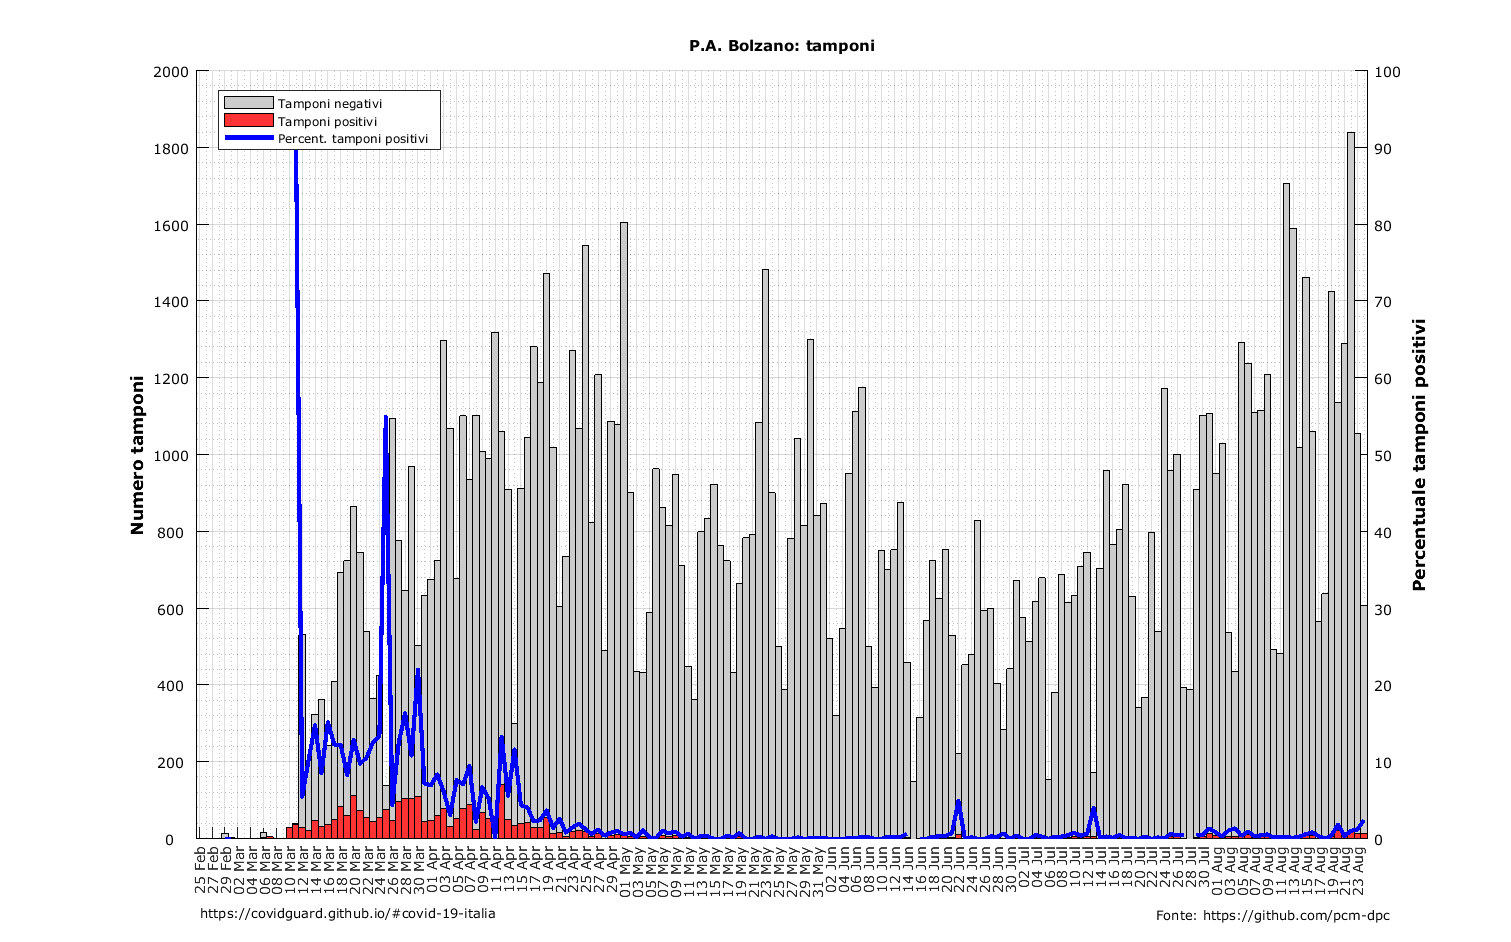 P.A. Bolzano: tamponi
2000
1800
1600
1400
1200
1000
800
600
400
200
0
Numero tamponi
Tamponi negativi
Tamponi positivi
Percent. tamponi positivi
100
90
80
70
60
50
40
30
20
10
0
Percentuale tamponi positivi
25 Feb
27 Feb
29 Feb
02 Mar
04 Mar
06 Mar
08 Mar
10 Mar
12 Mar
14 Mar
16 Mar
18 Mar
20 Mar
22 Mar
24 Mar
26 Mar
28 Mar
30 Mar
01 Apr
03 Apr
05 Apr
07 Apr
09 Apr
11 Apr
13 Apr
15 Apr
17 Apr
19 Apr
21 Apr
23 Apr
25 Apr
27 Apr
29 Apr
01 May
03 May
05 May
07 May
09 May
11 May
13 May
15 May
17 May
19 May
21 May
23 May
25 May
27 May
29 May
31 May
02 Jun
04 Jun
06 Jun
08 Jun
10 Jun
12 Jun
14 Jun
16 Jun
18 Jun
20 Jun
22 Jun
24 Jun
26 Jun
28 Jun
30 Jun
02 Jul
04 Jul
06 Jul
08 Jul
10 Jul
12 Jul
14 Jul
16 Jul
18 Jul
20 Jul
22 Jul
24 Jul
26 Jul
28 Jul
30 Jul
01 Aug
03 Aug
05 Aug
07 Aug
09 Aug
11 Aug
13 Aug
15 Aug
17 Aug
19 Aug
21 Aug
23 Aug
https://covidguard.github.io/#covid-19-italia
Fonte: https://github.com/pcm-dpc